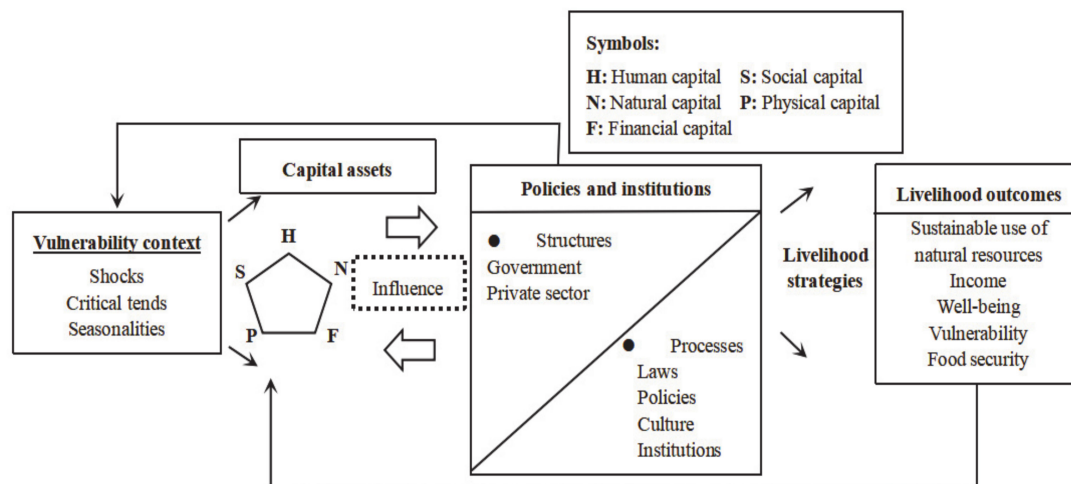 Symbols:
H: Human capital S: Social capital
N: Natural capital P: Physical capital
F: Financial capital
Capital assets
Vulnerability context
Shocks
Critical tends
Seasonalities
H
S
N
P
F
Influence
Policies and institutions
● Structures
Government
Private sector
● Processes
Laws
Policies
Culture
Institutions
Livelihood
strategies
Livelihood outcomes
Sustainable use of
natural resources
Income
Well-being
Vulnerability
Food security